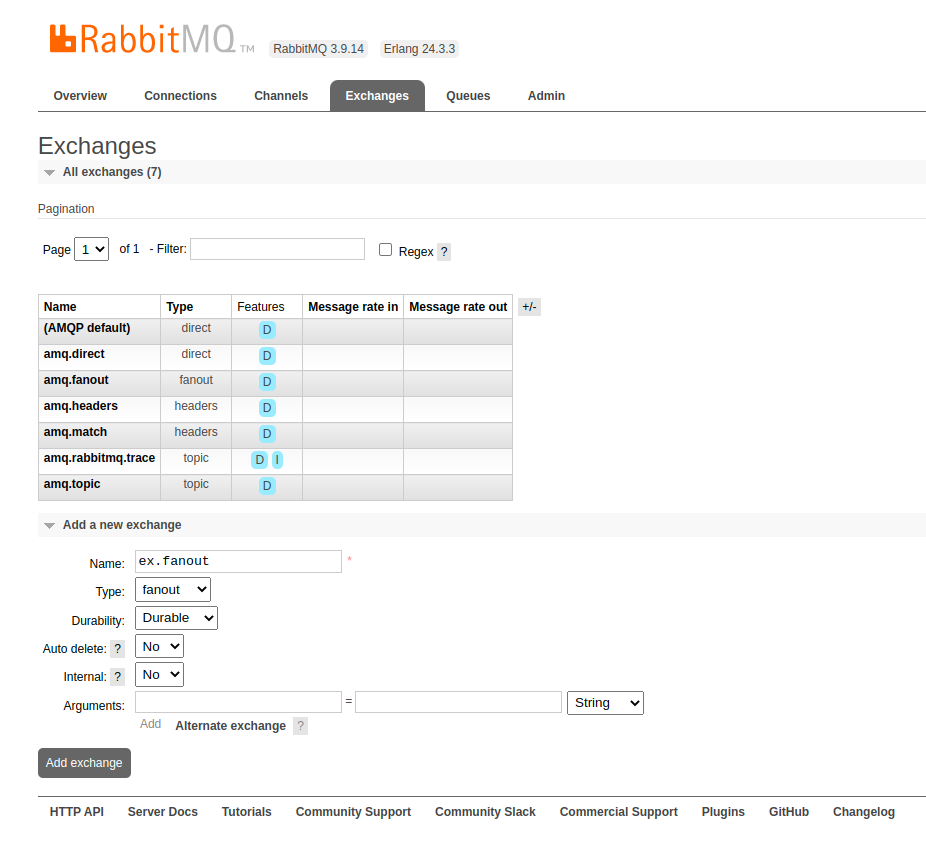 RabbitMQ TM RabbitMQ 3.9.14 Erlang 24.3.3
Overview Connections Channels Exchanges Queues Admin
Exchanges
All exchanges (7)
Pagination
Page 1 of 1 - Filter: Regex ?
Name Type Features Message rate in Message rate out +/-
(AMQP default) direct D
amq.direct direct D
amq.fanout fanout D
amq.headers headers D
amq.match headers D
amq.rabbitmq.trace topic D I
amq.topic topic D
Add a new exchange
Name: ex.fanout *
Type: fanout
Durability: Durable
Auto delete: ? No
Internal: ? No
Arguments: = String
Add Alternate exchange ?
Add exchange
HTTP API Server Docs Tutorials Community Support Community Slack Commercial Support Plugins GitHub Changelog